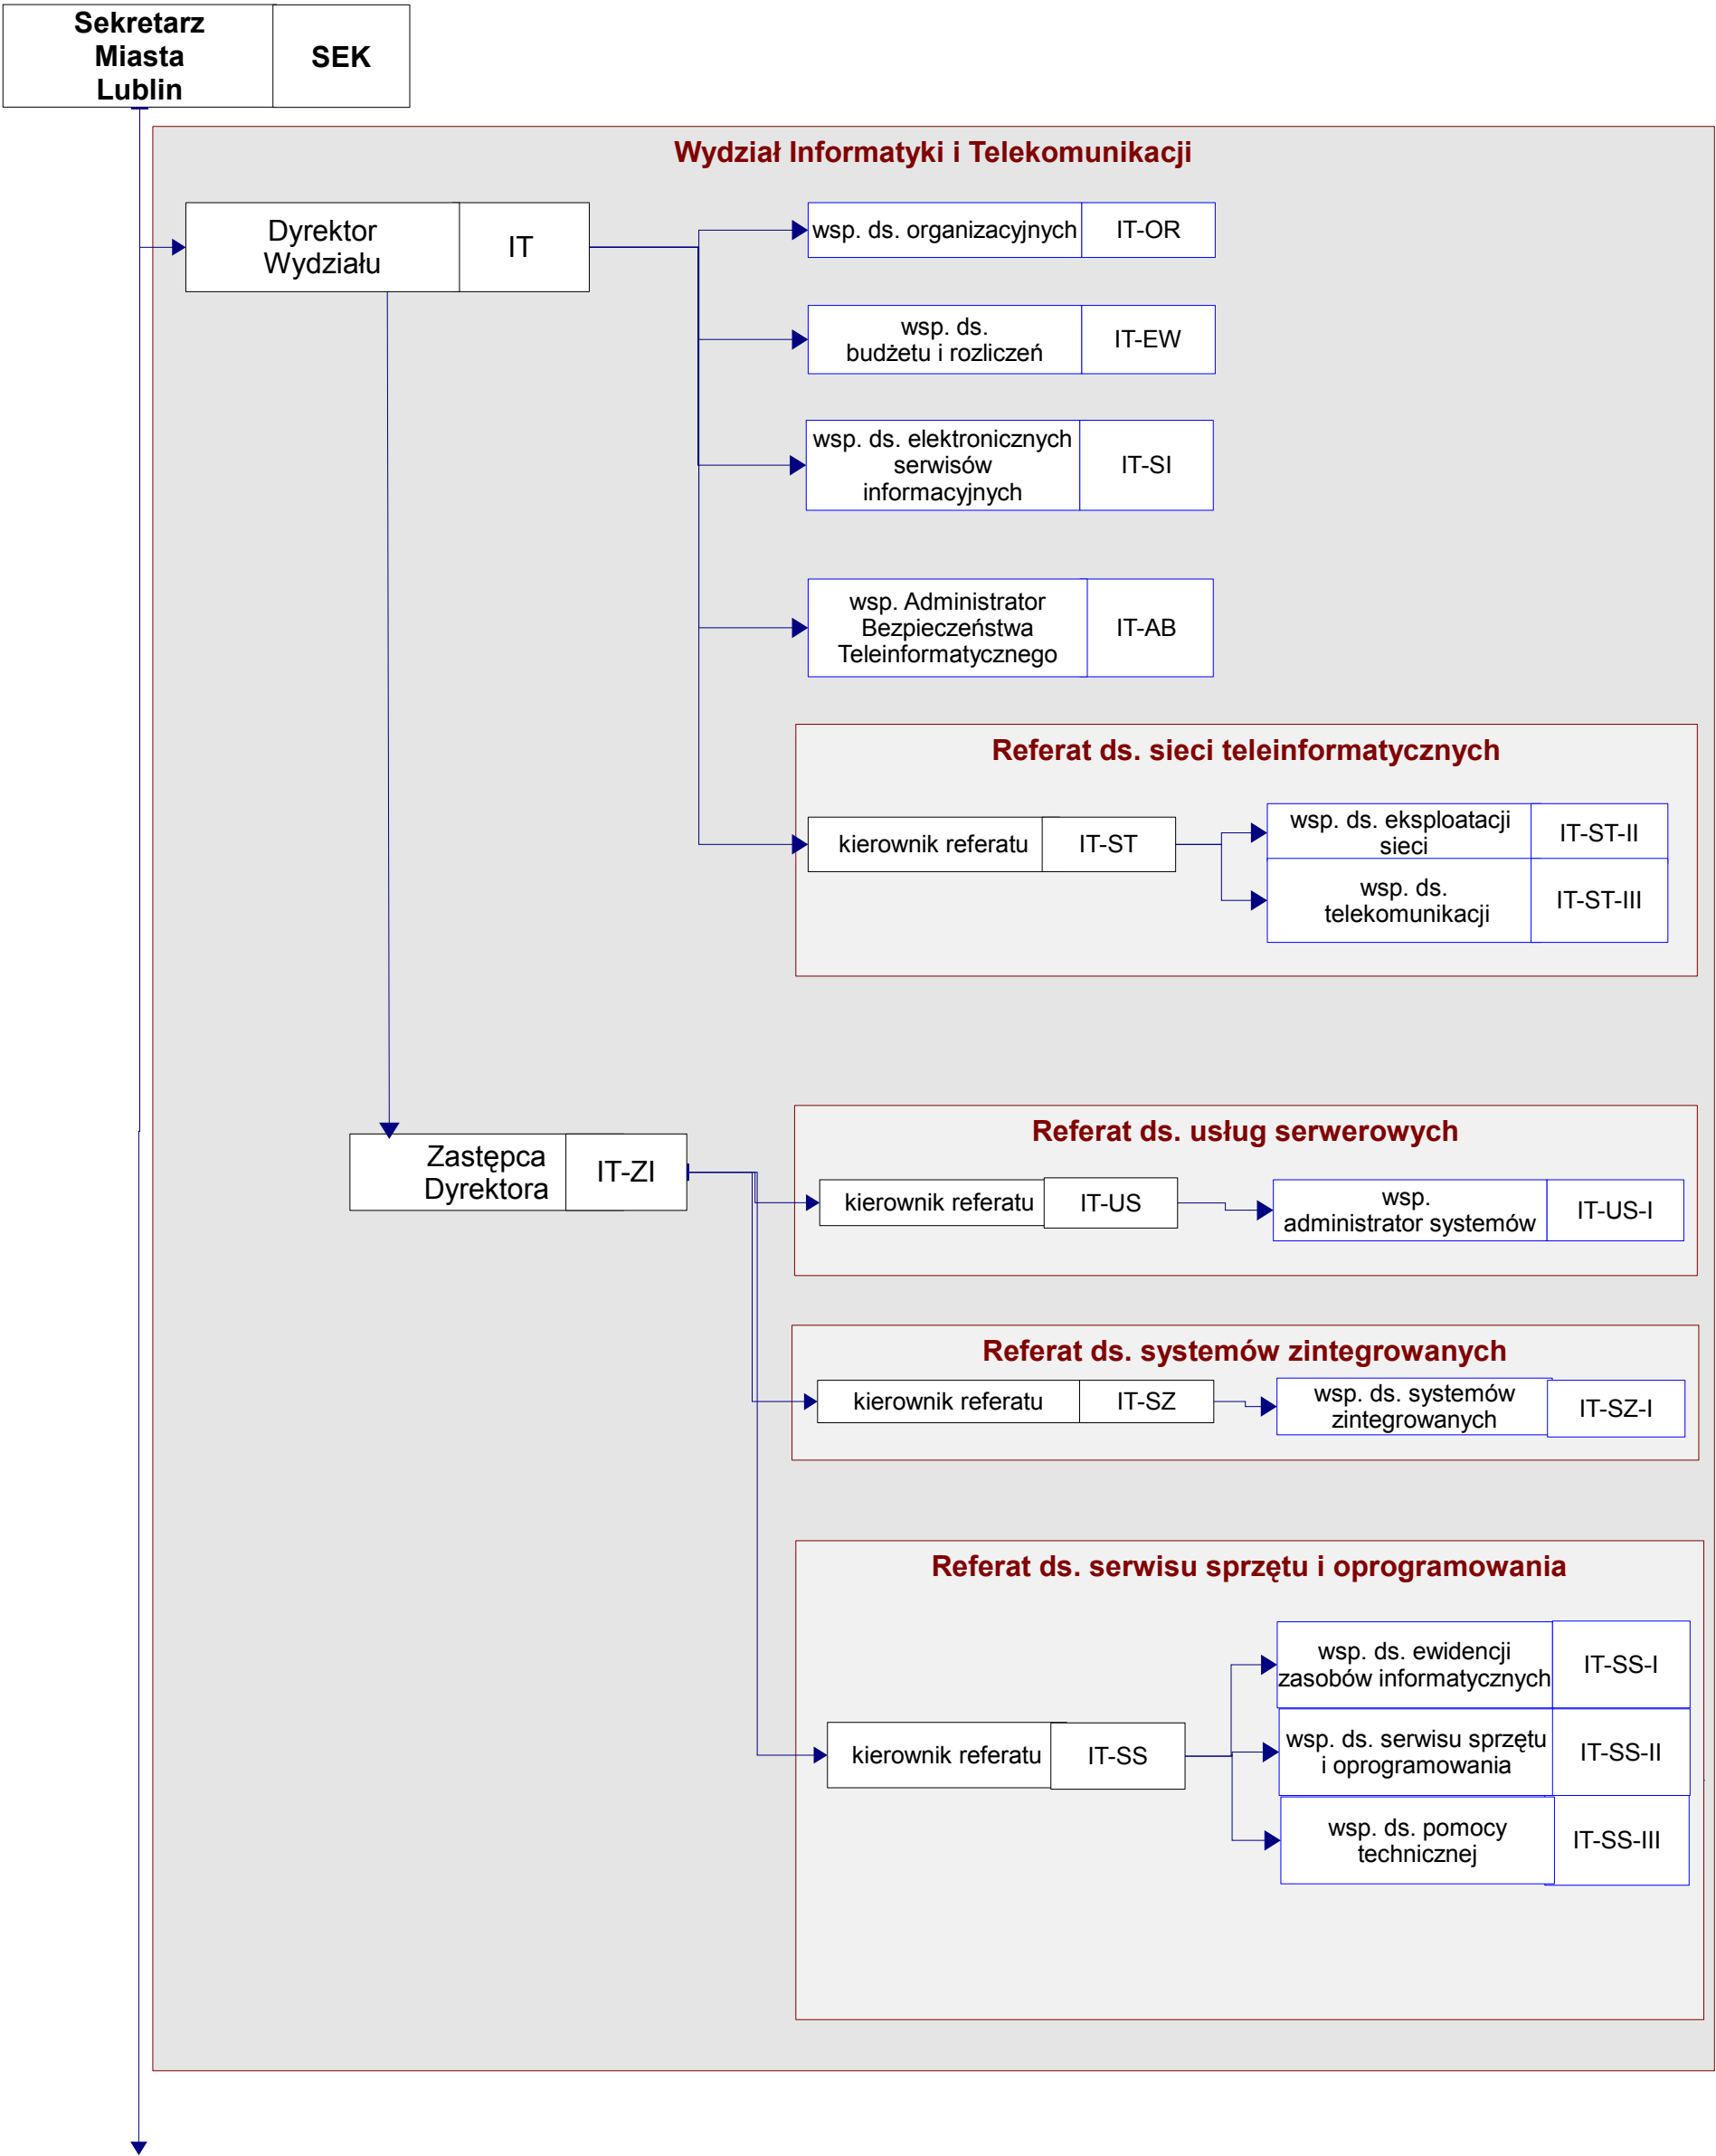 Sekretarz
Miasta
Lublin
SEK
Wydział Informatyki i Telekomunikacji
Dyrektor
Wydziału
IT
wsp. ds. organizacyjnych
IT-OR
wsp. ds.
budżetu i rozliczeń
IT-EW
wsp. ds. elektronicznych
serwisów
informacyjnych
IT-SI
wsp. Administrator
Bezpieczeństwa
Teleinformatycznego
IT-AB
Referat ds. sieci teleinformatycznych
kierownik referatu
IT-ST
wsp. ds. eksploatacji
sieci
IT-ST-II
wsp. ds.
telekomunikacji
IT-ST-III
Zastępca
Dyrektora
IT-ZI
Referat ds. usług serwerowych
kierownik referatu
IT-US
wsp.
administrator systemów
IT-US-I
Referat ds. systemów zintegrowanych
kierownik referatu
IT-SZ
wsp. ds. systemów
zintegrowanych
IT-SZ-I
Referat ds. serwisu sprzętu i oprogramowania
kierownik referatu
IT-SS
wsp. ds. ewidencji
zasobów informatycznych
IT-SS-I
wsp. ds. serwisu sprzętu
i oprogramowania
IT-SS-II
wsp. ds. pomocy
technicznej
IT-SS-III